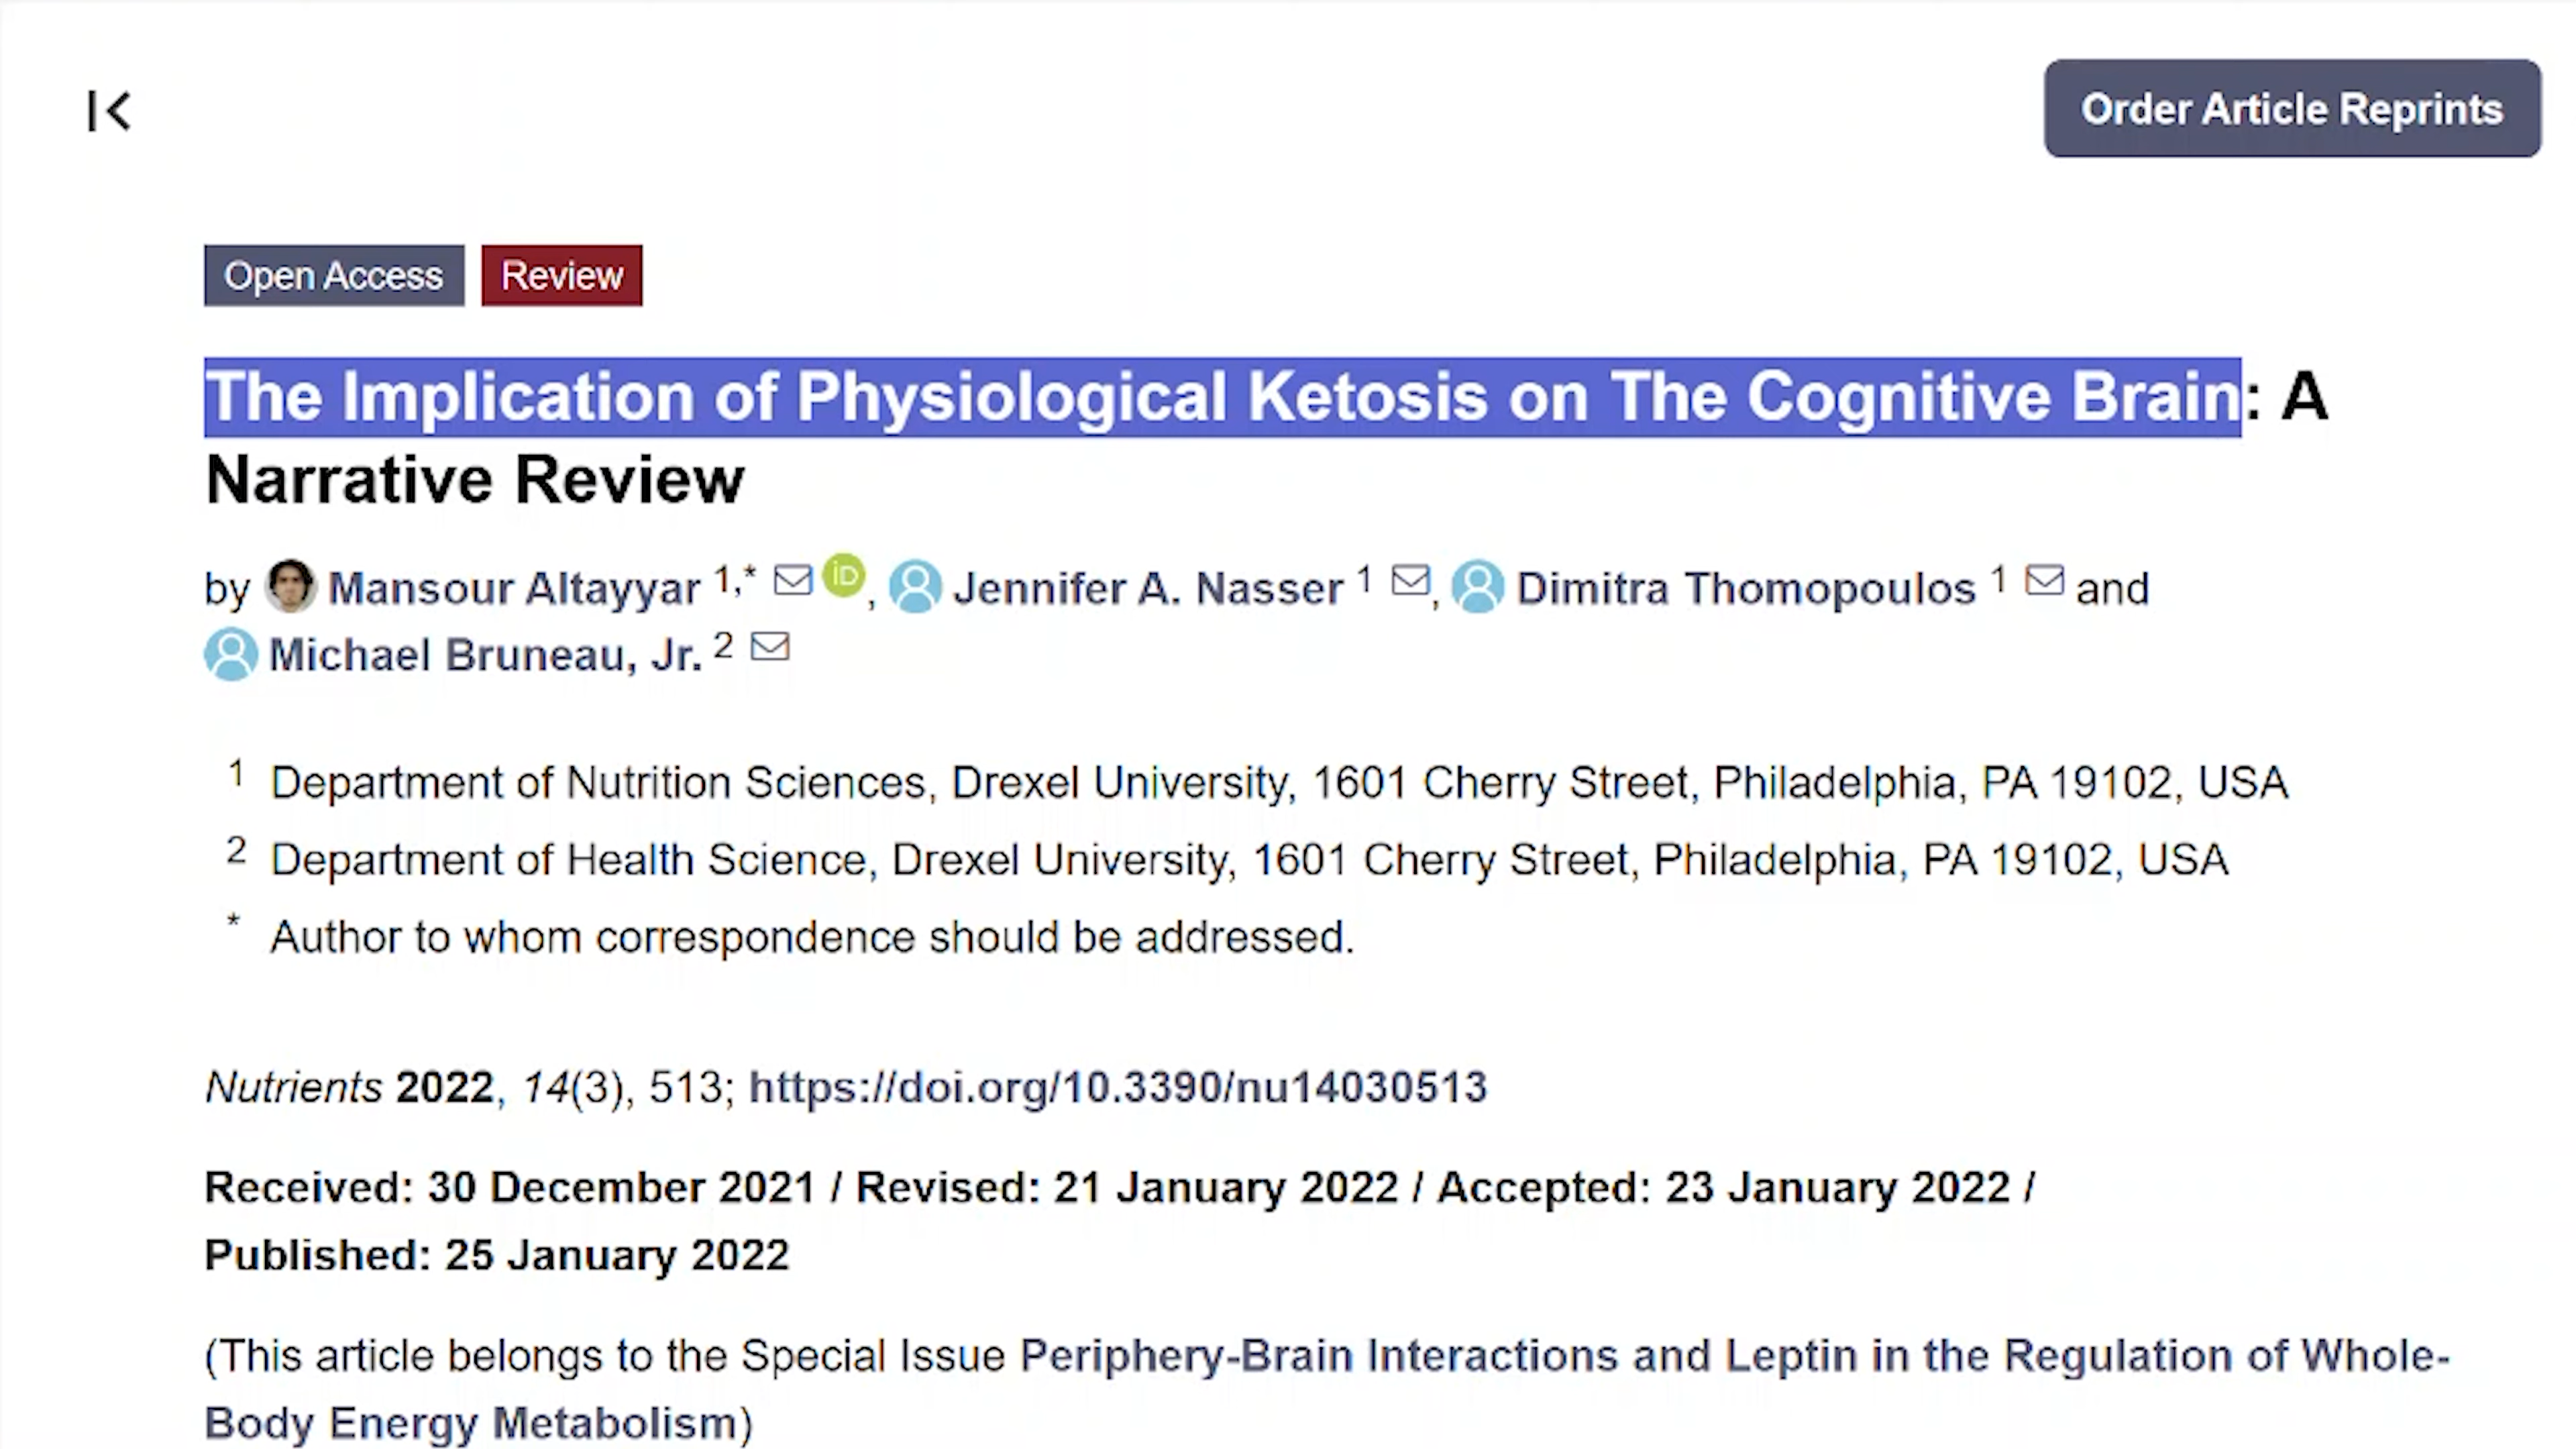 Order Article Reprints
Open Access Review
The Implication of Physiological Ketosis on The Cognitive Brain: A
Narrative Review
by Mansour Altayyar 1,* iD, Jennifer A. Nasser 1, Dimitra Thomopoulos 1 and
Michael Bruneau, Jr. 2
1 Department of Nutrition Sciences, Drexel University, 1601 Cherry Street, Philadelphia, PA 19102, USA
2 Department of Health Science, Drexel University, 1601 Cherry Street, Philadelphia, PA 19102, USA
* Author to whom correspondence should be addressed.
Nutrients 2022, 14(3), 513; https://doi.org/10.3390/nu14030513
Received: 30 December 2021 / Revised: 21 January 2022 / Accepted: 23 January 2022 /
Published: 25 January 2022
(This article belongs to the Special Issue Periphery-Brain Interactions and Leptin in the Regulation of Whole-
Body Energy Metabolism)